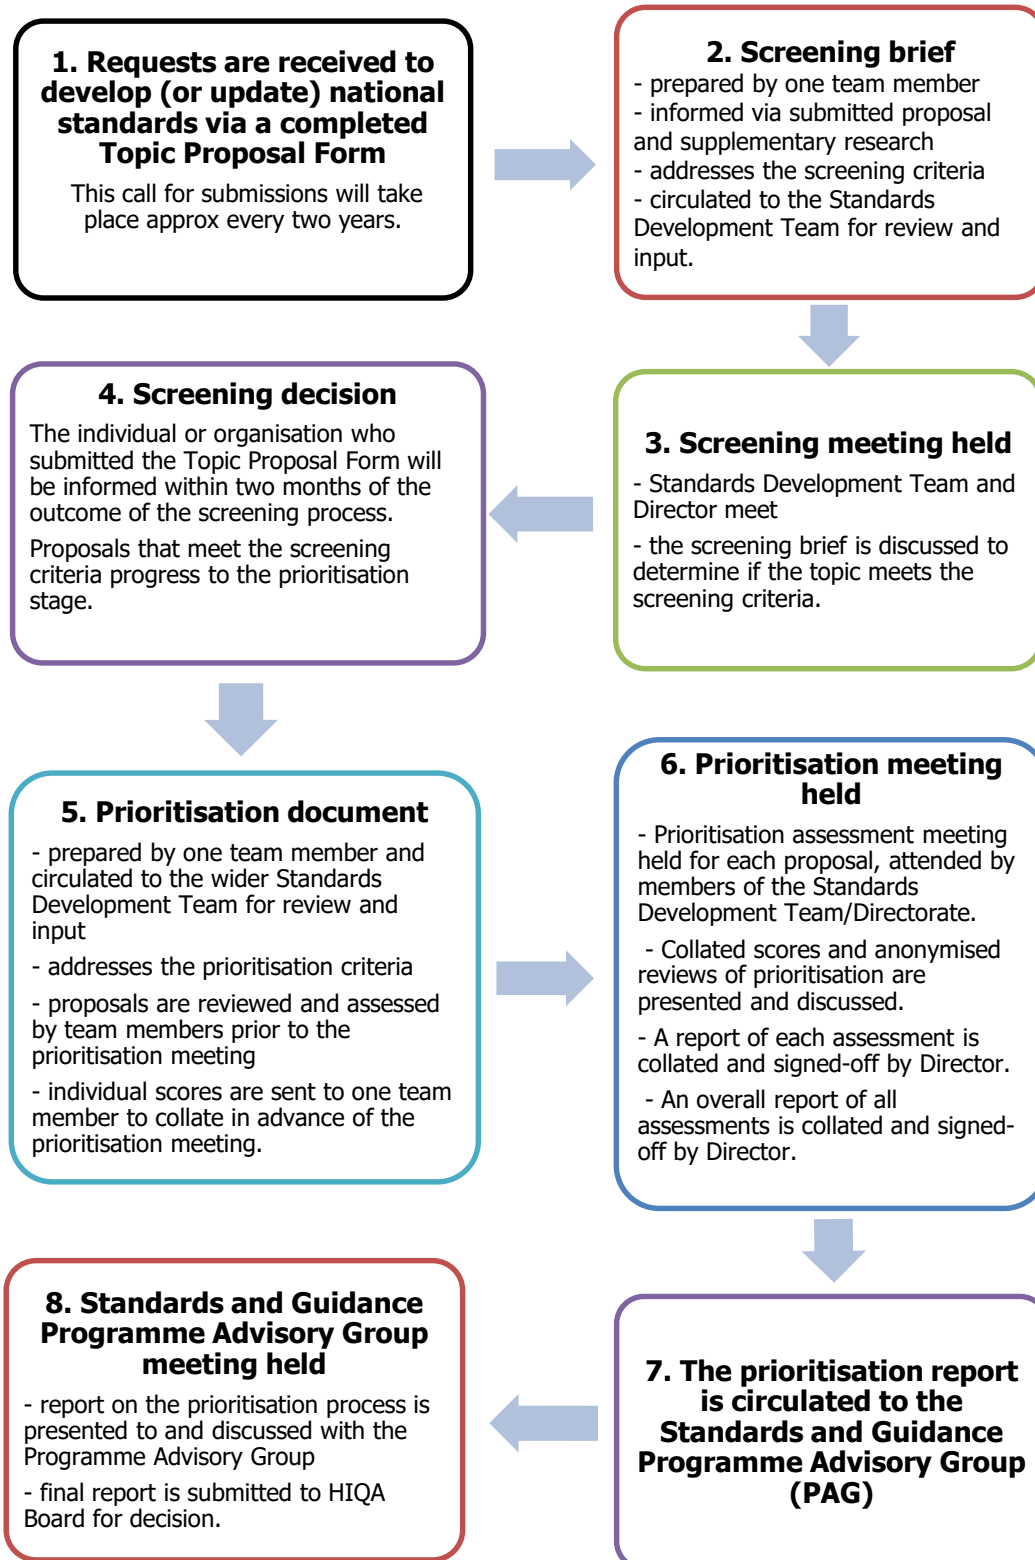 1. Requests are received to
develop (or update) national
standards via a completed
Topic Proposal Form
This call for submissions will take
place approx every two years.
2. Screening brief
- prepared by one team member
- informed via submitted proposal
and supplementary research
- addresses the screening criteria
- circulated to the Standards
Development Team for review and
input.
3. Screening meeting held
- Standards Development Team and
Director meet
- the screening brief is discussed to
determine if the topic meets the
screening criteria.
4. Screening decision
The individual or organisation who
submitted the Topic Proposal Form will
be informed within two months of the
outcome of the screening process.
Proposals that meet the screening
criteria progress to the prioritisation
stage.
5. Prioritisation document
- prepared by one team member and
circulated to the wider Standards
Development Team for review and
input
- addresses the prioritisation criteria
- proposals are reviewed and assessed
by team members prior to the
prioritisation meeting
- individual scores are sent to one team
member to collate in advance of the
prioritisation meeting.
6. Prioritisation meeting
held
- Prioritisation assessment meeting
held for each proposal, attended by
members of the Standards
Development Team/Directorate.
- Collated scores and anonymised
reviews of prioritisation are
presented and discussed.
- A report of each assessment is
collated and signed-off by Director.
- An overall report of all
assessments is collated and signed-
off by Director.
7. The prioritisation report
is circulated to the
Standards and Guidance
Programme Advisory Group
(PAG)
8. Standards and Guidance
Programme Advisory Group
meeting held
- report on the prioritisation process is
presented to and discussed with the
Programme Advisory Group
- final report is submitted to HIQA
Board for decision.